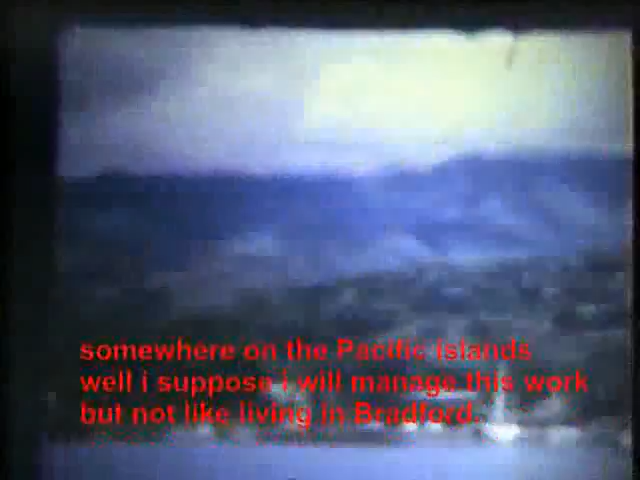 somewhere on the Pacific islands
well i suppose i will manage this work
but not like living in Bradford.